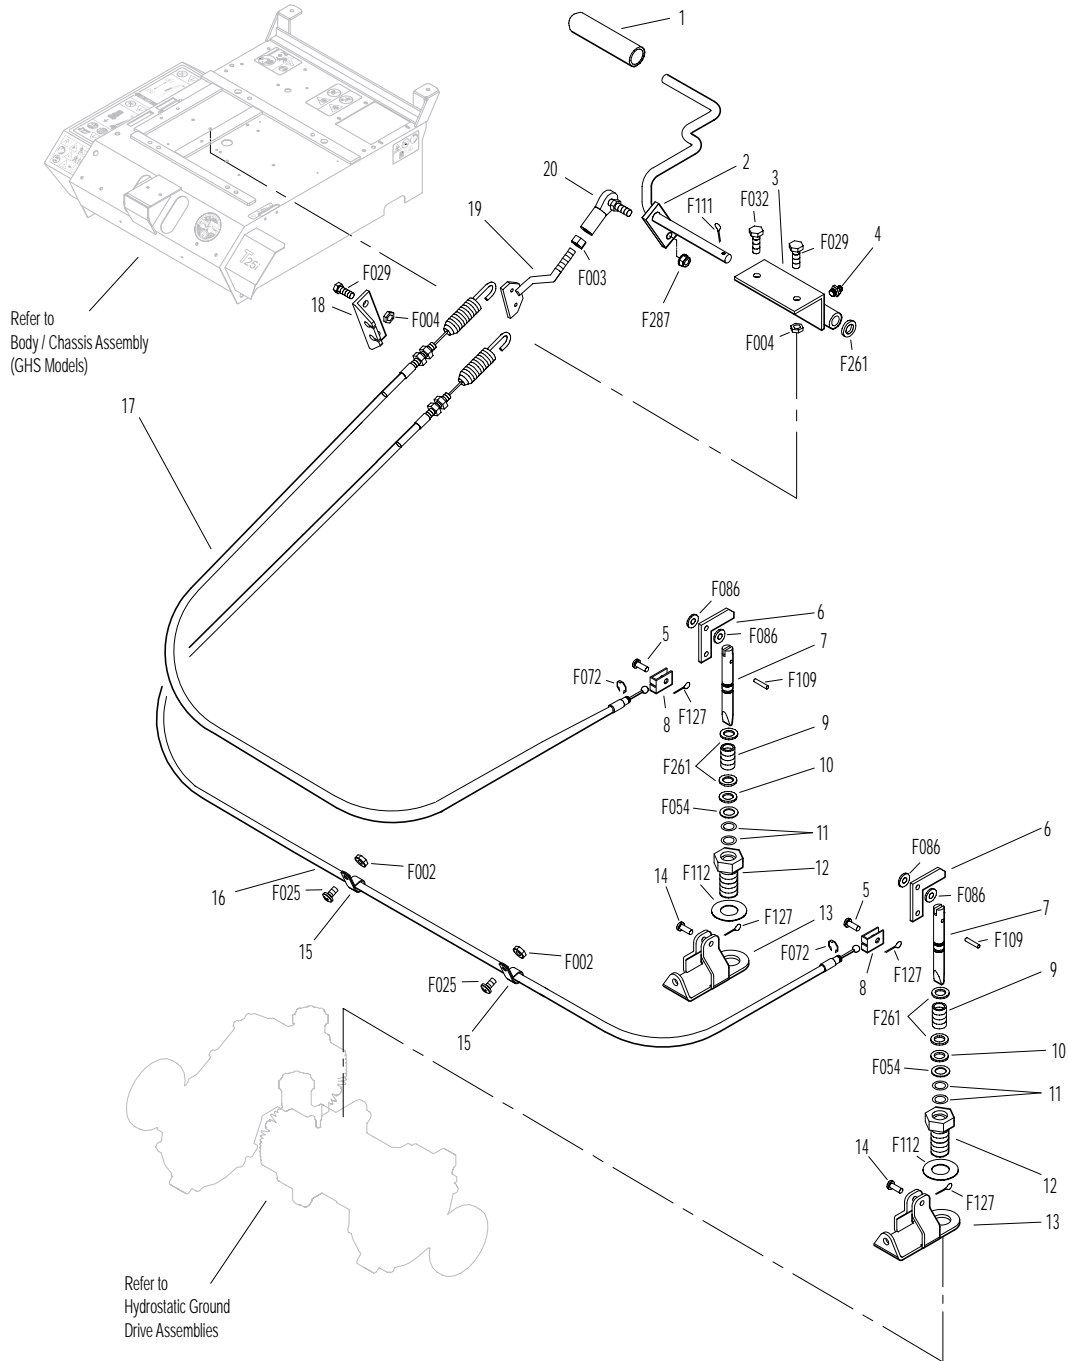 1
2
20
3
F032
F111
19
F029
4
F003
F029
18
F287
F004
F004
F261
Refer to
Body / Chassis Assembly
(GHS Models)
17
F086
6
5
F086
7
F072
F109
8
F127
9
F261
10
F054
11
6
F002
F086
12
16
F025
F112
14
5
F086
F127
13
7
15
F072
F109
F002
F127
8
9
F025
F261
15
10
F054
11
F112
14
12
F127
13
Refer to
Hydrostatic Ground
Drive Assemblies